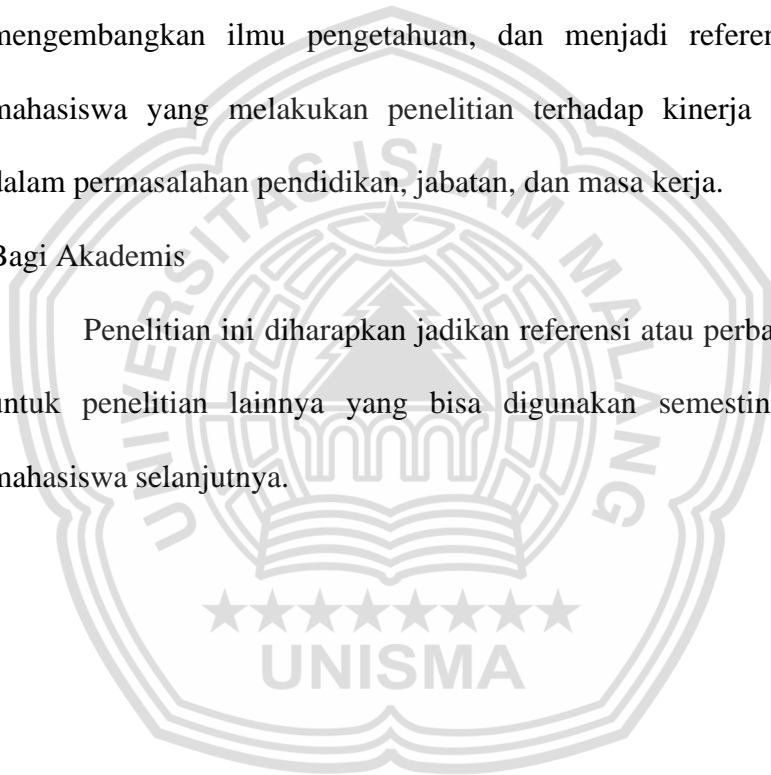 mengembangkan ilmu pengetahuan, dan menjadi referen
mahasiswa yang melakukan penelitian terhadap kinerja
dalam permasalahan pendidikan, jabatan, dan masa kerja.
Bagi Akademis
Penelitian ini diharapkan jadikan referensi atau perba
untuk penelitian lainnya yang bisa digunakan semestin
mahasiswa selanjutnya.
UNIVERSITAS ISLAM MALANG
UNISMA